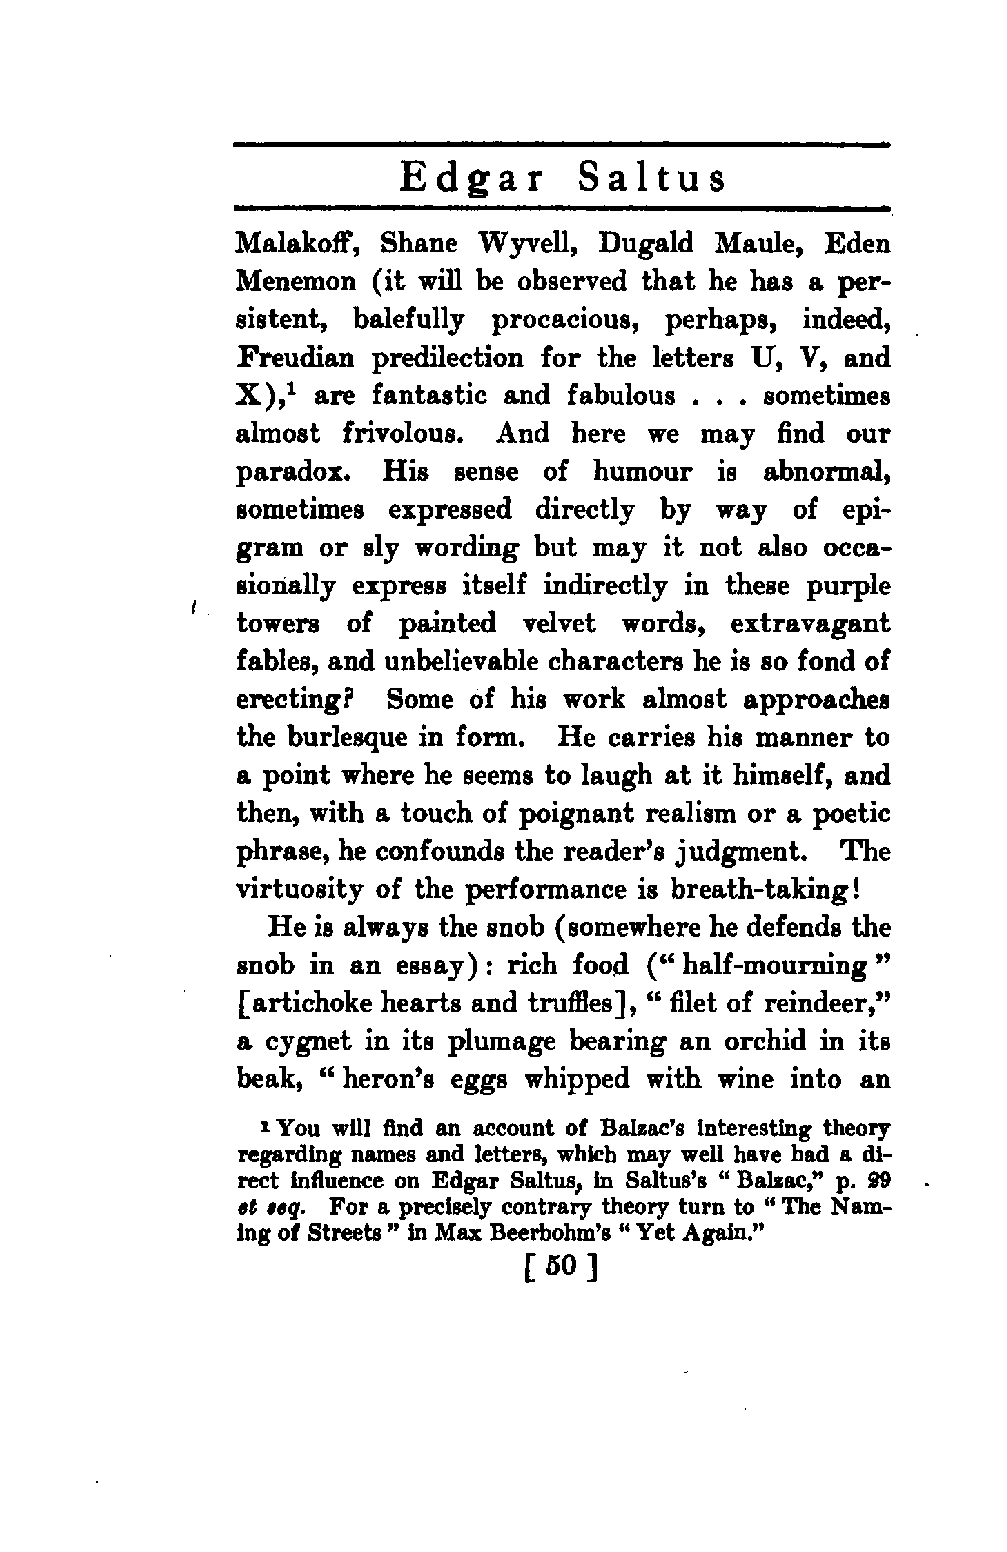 Edgar Saltus
Malakoff, Shane Wyvell, Dugald Maule, Eden
Menemon (it will be observed that he has a per-
sistent, balefully procacious, perhaps, indeed,
Freudian predilection for the letters U, V, and
X),¹ are fantastic and fabulous . . . sometimes
almost frivolous. And here we may find our
paradox. His sense of humour is abnormal,
sometimes expressed directly by way of epi-
gram or sly wording but may it not also occa-
sionally express itself indirectly in these purple
towers of painted velvet words, extravagant
fables, and unbelievable characters he is so fond of
erecting? Some of his work almost approaches
the burlesque in form. He carries his manner to
a point where he seems to laugh at it himself, and
then, with a touch of poignant realism or a poetic
phrase, he confounds the reader's judgment. The
virtuosity of the performance is breath-taking!
He is always the snob (somewhere he defends the
snob in an essay): rich food (" half-mourning "
[artichoke hearts and truffles], " filet of reindeer,"
a cygnet in its plumage bearing an orchid in its
beak, " heron's eggs whipped with wine into an
¹ You will find an account of Balzac's interesting theory
regarding names and letters, which may well have had a di-
rect influence on Edgar Saltus, in Saltus's " Balzac," p. 29
et seq. For a precisely contrary theory turn to " The Nam-
ing of Streets " in Max Beerbohm's " Yet Again."
[ 50 ]